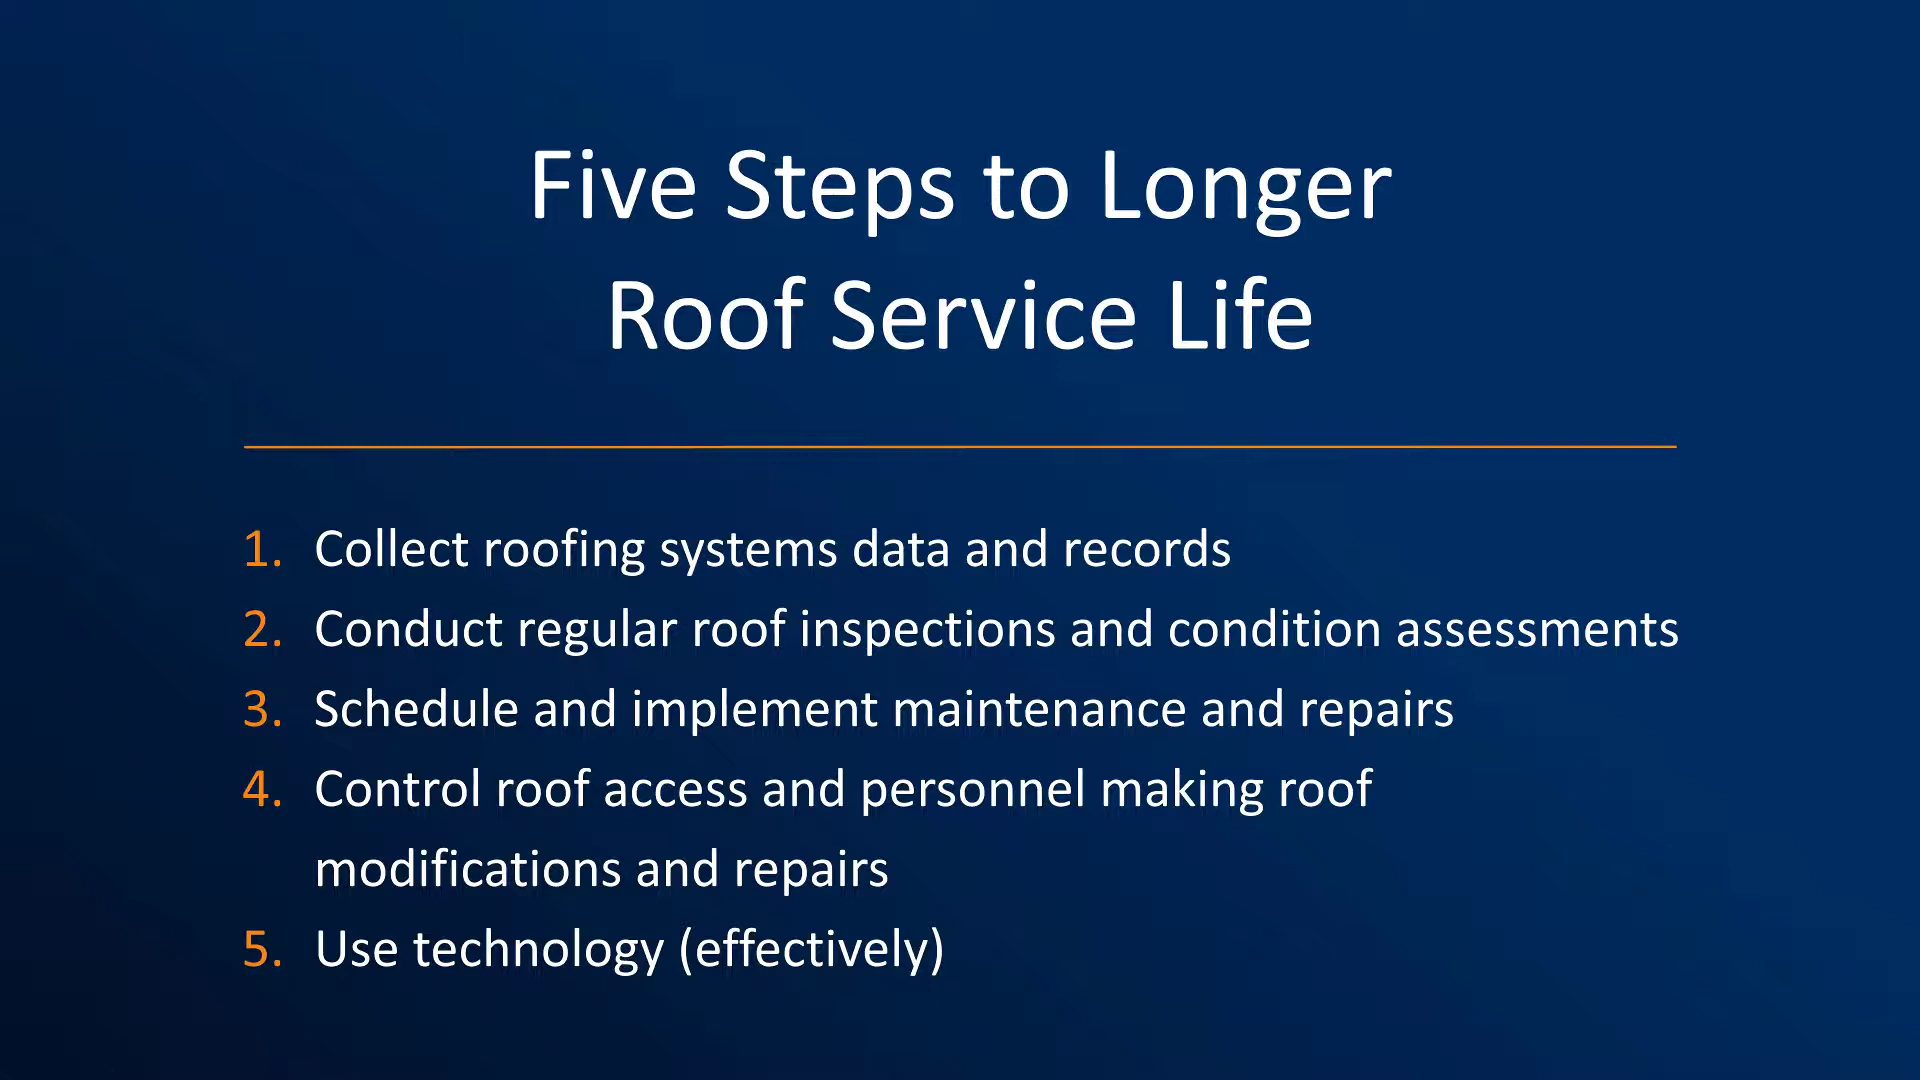 Five Steps to Longer
Roof Service Life
1. Collect roofing systems data and records
2. Conduct regular roof inspections and condition assessments
3. Schedule and implement maintenance and repairs
4. Control roof access and personnel making roof
modifications and repairs
5. Use technology (effectively)